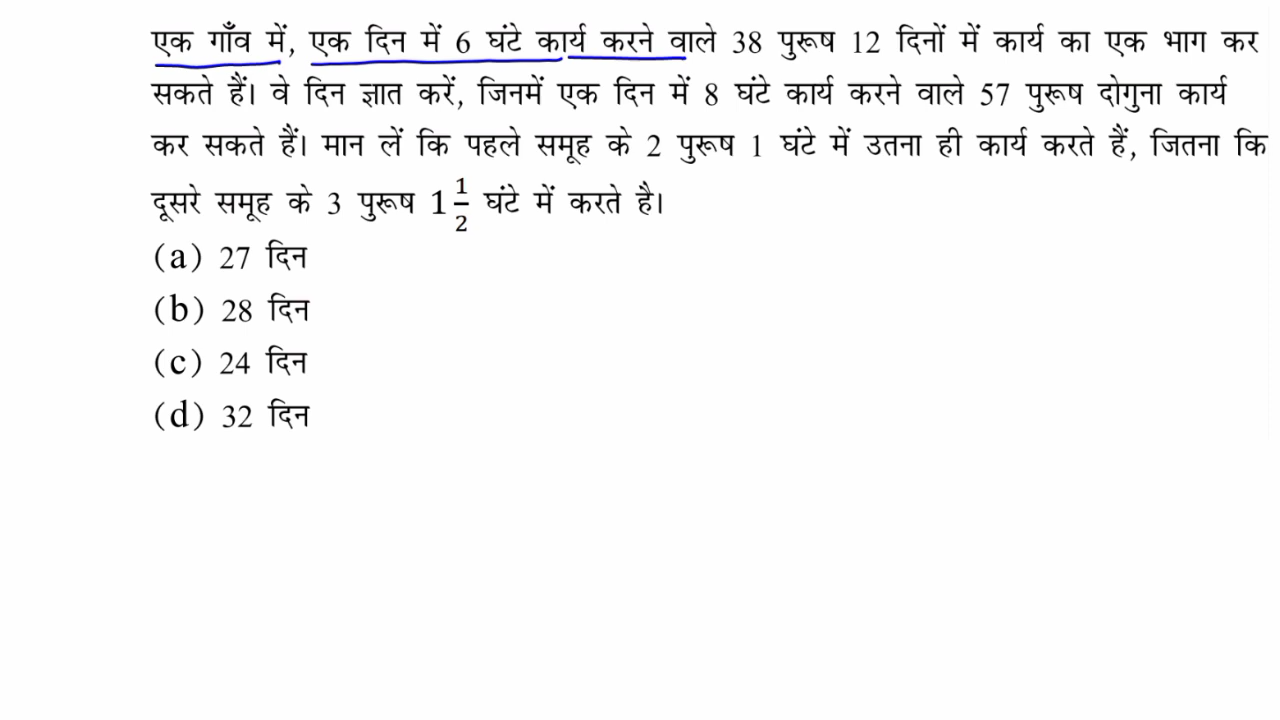 एक गाँव में, एक दिन में 6 घंटे कार्य करने वाले 38 पुरूष 12 दिनों में कार्य का एक भाग कर
सकते हैं। वे दिन ज्ञात करें, जिनमें एक दिन में 8 घंटे कार्य करने वाले 57 पुरूष दोगुना कार्य
कर सकते हैं। मान लें कि पहले समूह के 2 पुरूष 1 घंटे में उतना ही कार्य करते हैं, जितना कि
दूसरे समूह के 3 पुरूष 1 1/2 घंटे में करते है।
(a) 27 दिन
(b) 28 दिन
(c) 24 दिन
(d) 32 दिन